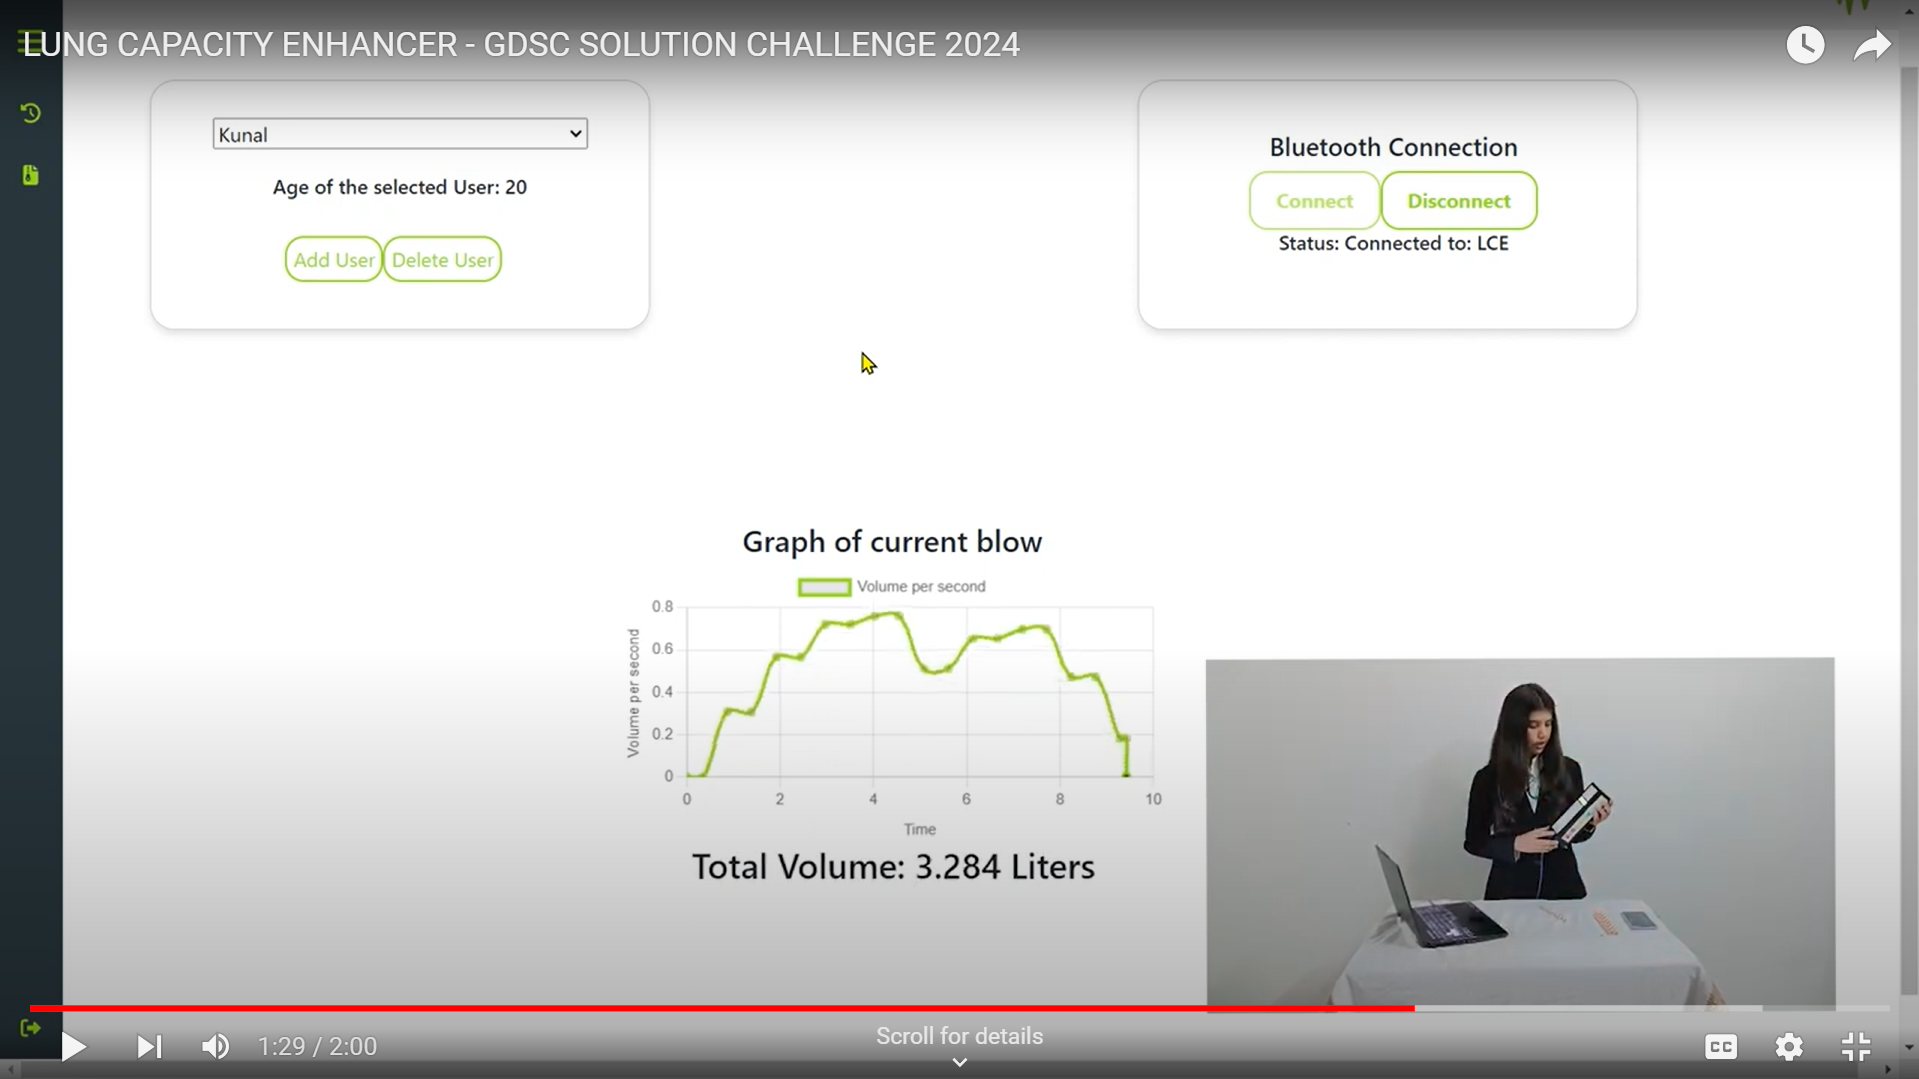 LUNG CAPACITY ENHANCER - GDSC SOLUTION CHALLENGE 2024
Kunal
Age of the selected User: 20
Add User Delete User
Bluetooth Connection
Connect Disconnect
Status: Connected to: LCE
Graph of current blow
Volume per second
Volume per second
0.8
0.6
0.4
0.2
0
0 2 4 6 8 10
Time
Total Volume: 3.284 Liters
1:29 / 2:00
Scroll for details
CC